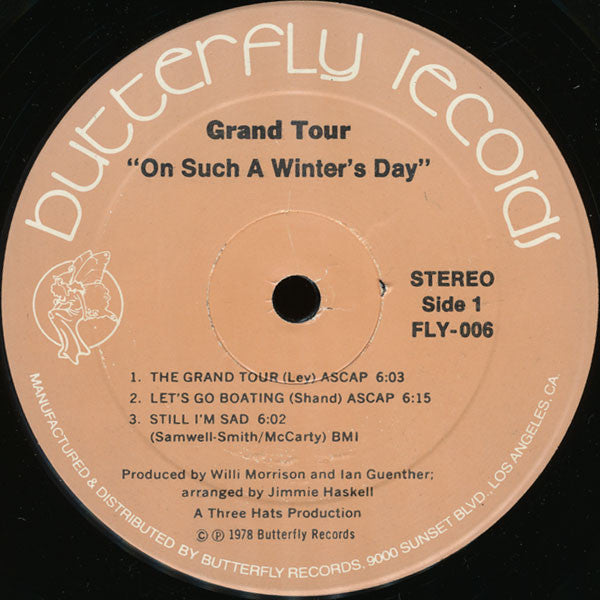 butterfly records
Grand Tour
"On Such A Winter's Day"
STEREO
Side 1
FLY-006
1. THE GRAND TOUR (Lev) ASCAP 6:03
2. LET'S GO BOATING (Shand) ASCAP 6:15
3. STILL I'M SAD 6:02
(Samwell-Smith/McCarty) BMI
Produced by Willi Morrison and Ian Guenther;
arranged by Jimmie Haskell
A Three Hats Production
© ℗ 1978 Butterfly Records
MANUFACTURED & DISTRIBUTED BY BUTTERFLY RECORDS, 9000 SUNSET BLVD., LOS ANGELES, CA.